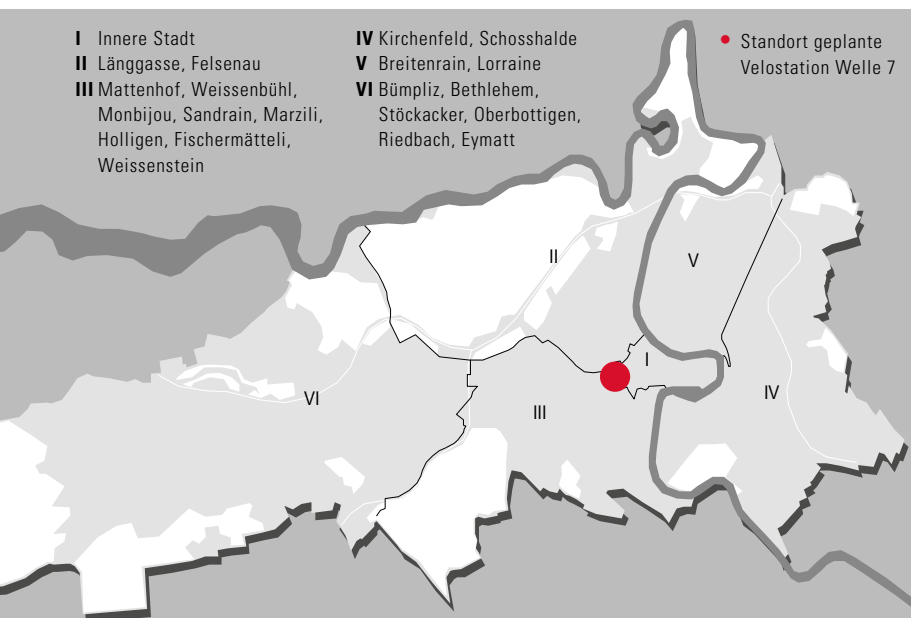 I Innere Stadt
II Länggasse, Felsenau
III Mattenhof, Weissenbühl,
Monbijou, Sandrain, Marzili,
Holligen, Fischermätteli,
Weissenstein
IV Kirchenfeld, Schosshalde
V Breitenrain, Lorraine
VI Bümpliz, Bethlehem,
Stöckacker, Oberbottigen,
Riedbach, Eymatt
Standort geplante
Velostation Welle 7
II
V
I
VI
III
IV